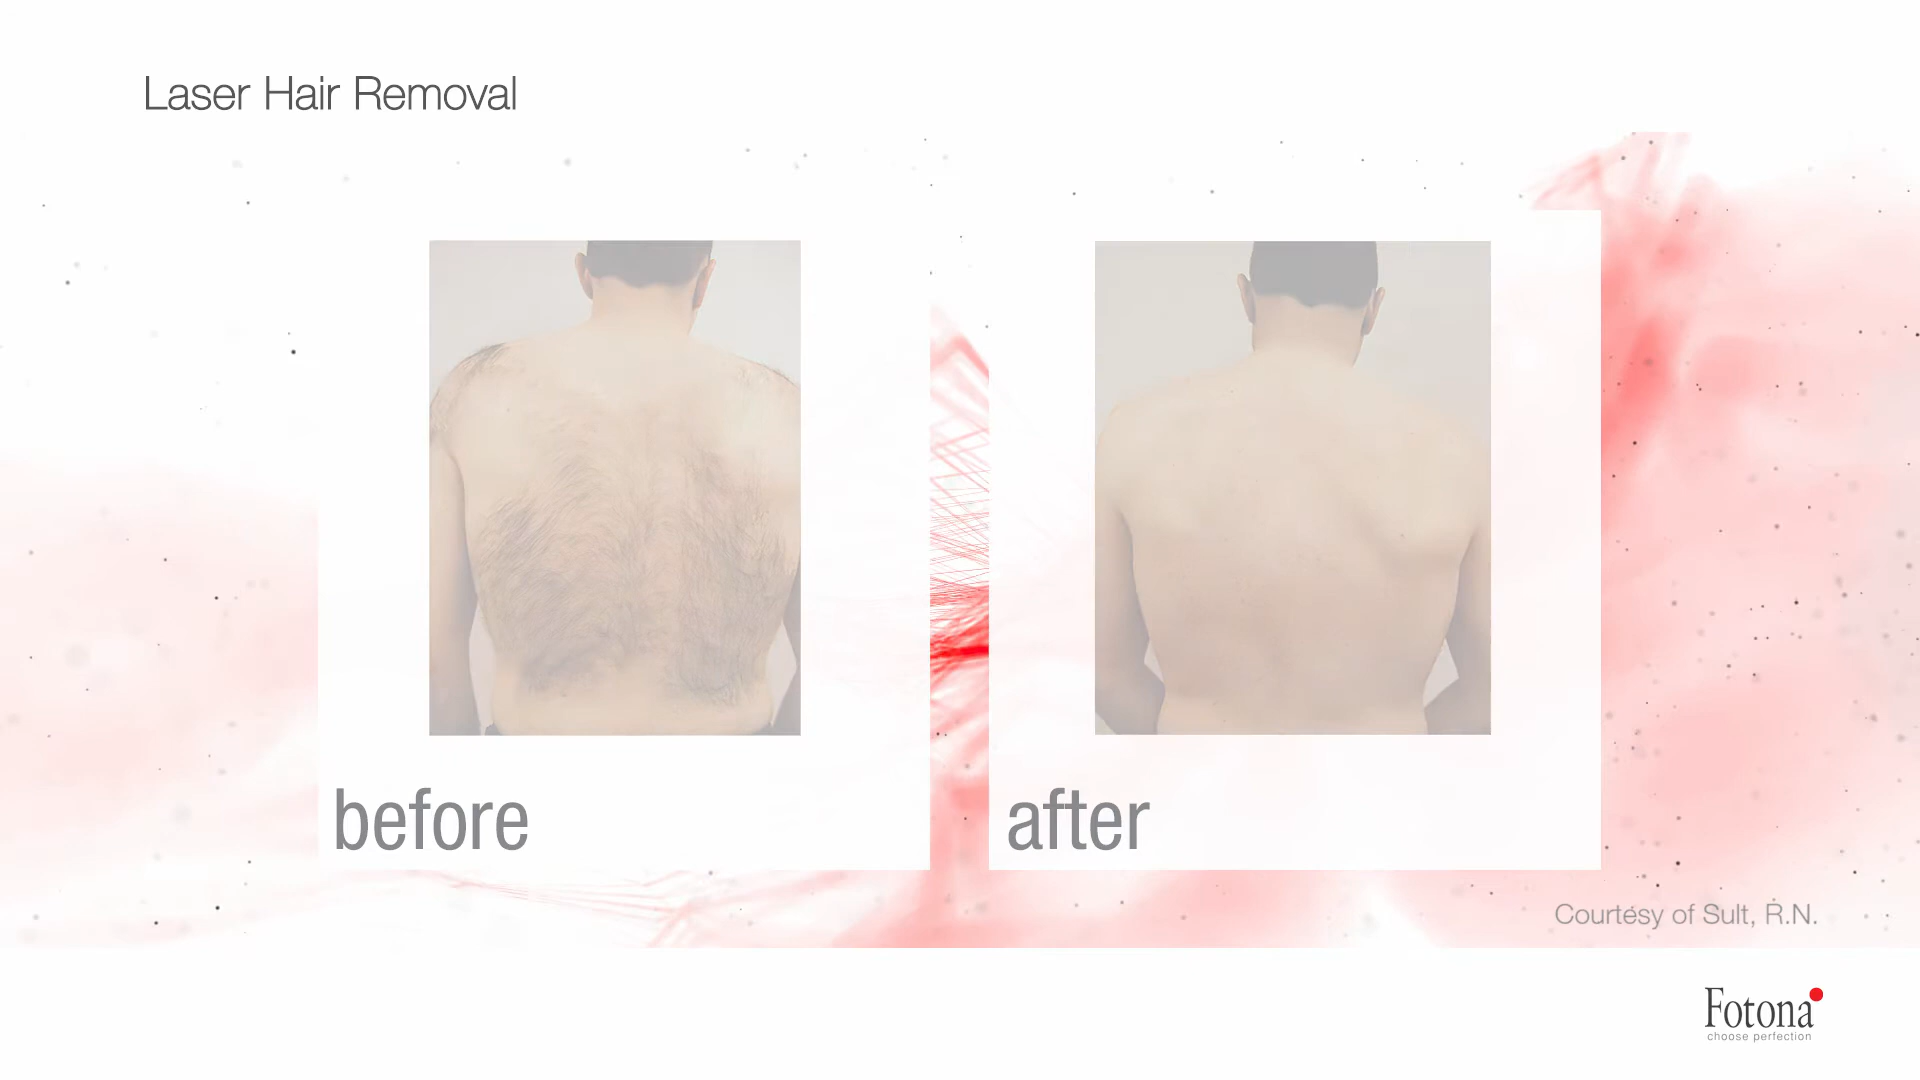 Laser Hair Removal
before
after
Courtesy of Sult, R.N.
Fotona
choose perfection